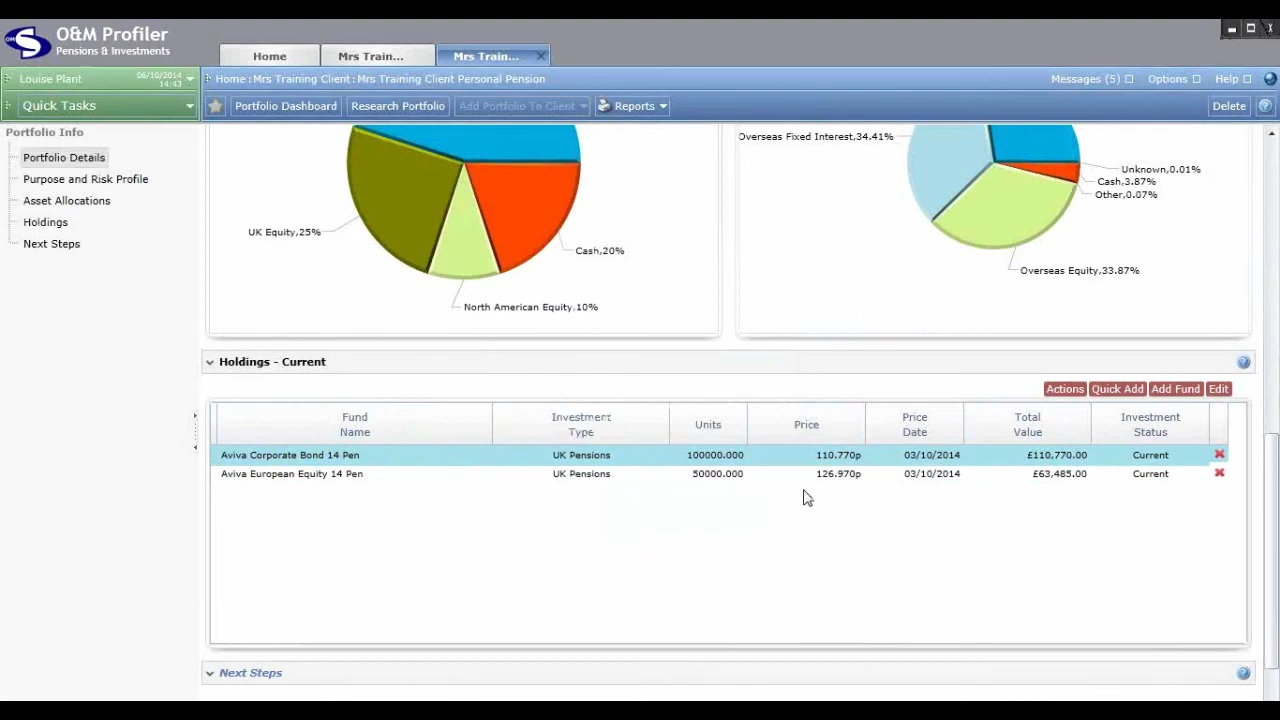 O&M Profiler
Pensions & Investments
Home
Mrs Train...
Mrs Train...
Louise Plant
06/10/2014
14:43
Home : Mrs Training Client : Mrs Training Client Personal Pension
Messages (5)
Options
Help
Quick Tasks
Portfolio Dashboard
Research Portfolio
Add Portfolio To Client
Reports
Delete
Portfolio Info
Portfolio Details
Purpose and Risk Profile
Asset Allocations
Holdings
Next Steps
UK Equity,25%
Cash,20%
North American Equity,10%
Overseas Fixed Interest,34.41%
Unknown,0.01%
Cash,3.87%
Other,0.07%
Overseas Equity,33.87%
Holdings - Current
Actions Quick Add Add Fund Edit
Fund Name Investment Type Units Price Price Date Total Value Investment Status
Aviva Corporate Bond 14 Pen UK Pensions 100000.000 110.770p 03/10/2014 £110,770.00 Current
Aviva European Equity 14 Pen UK Pensions 50000.000 126.970p 03/10/2014 £63,485.00 Current
Next Steps